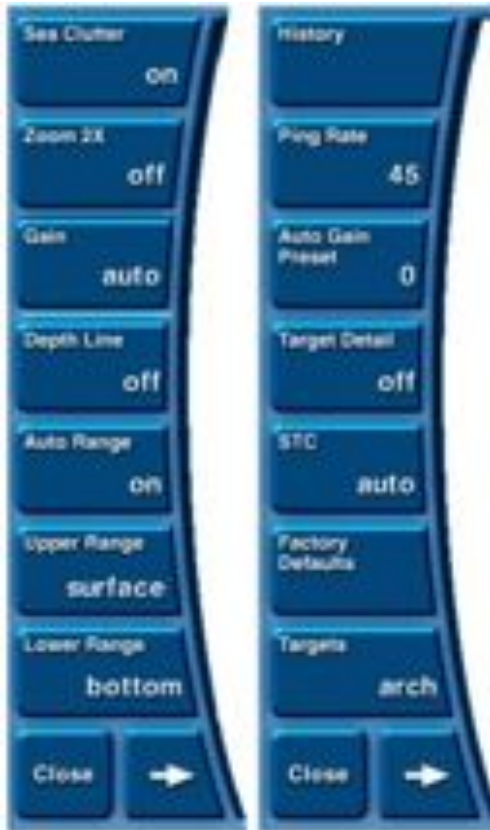 Sea Clutter
on
Zoom 2X
off
Gain
auto
Depth Line
off
Auto Range
on
Upper Range
surface
Lower Range
bottom
Close
History
Ping Rate
45
Auto Gain
Preset
0
Target Detail
off
STC
auto
Factory
Defaults
Targets
arch
Close